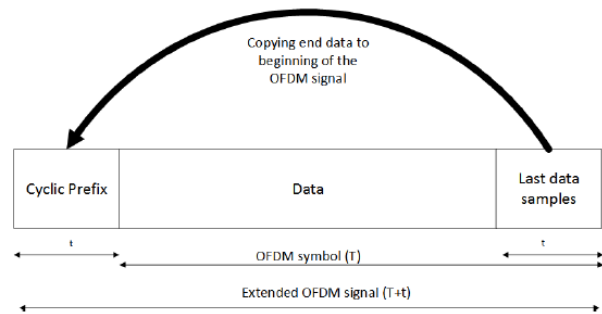 Copying end data to
beginning of the
OFDM signal
Cyclic Prefix
Data
Last data
samples
t
t
OFDM symbol (T)
Extended OFDM signal (T+t)